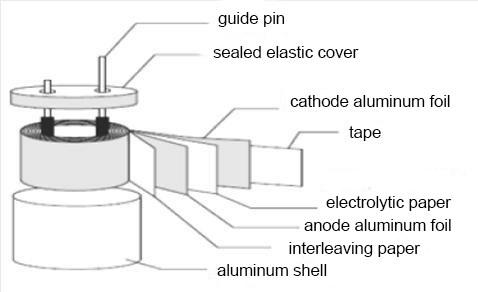 guide pin
sealed elastic cover
cathode aluminum foil
tape
electrolytic paper
anode aluminum foil
interleaving paper
aluminum shell